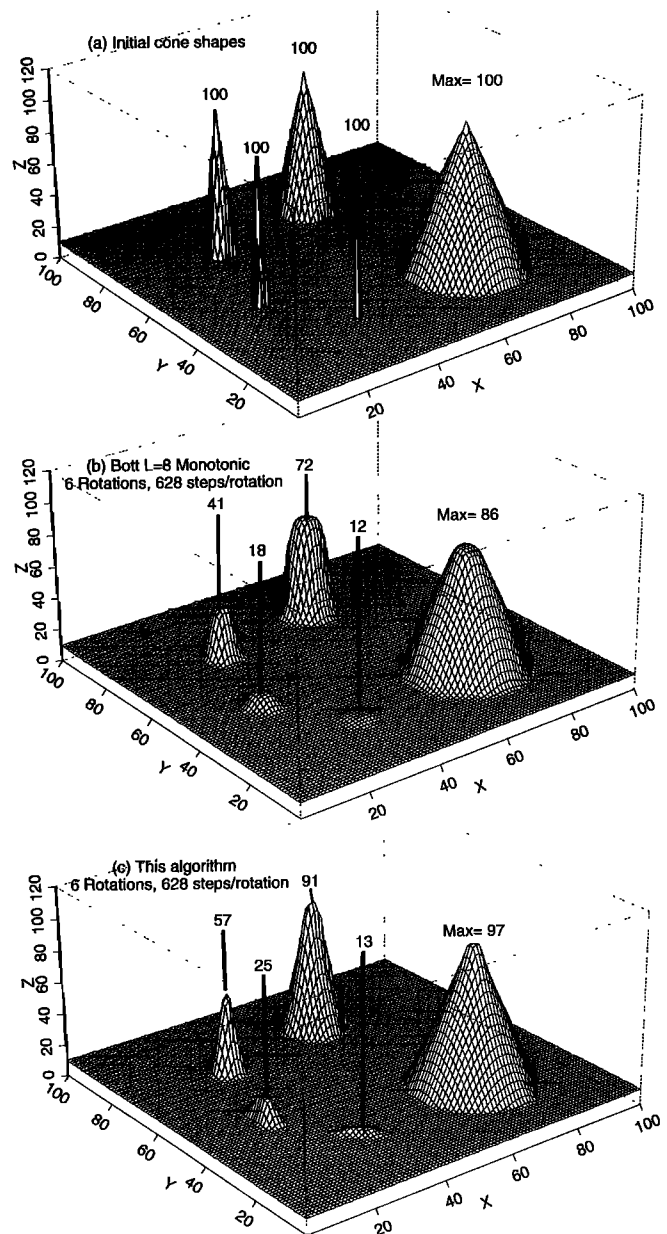 (a) Initial cone shapes
100
100
100
100
Max= 100
Z
0 20 40 60 80 100 120
100 80 60 40 20
Y
20 40 60 80 100
X
(b) Bott L=8 Monotonic
6 Rotations, 628 steps/rotation
72
41
18
12
Max= 86
Z
0 20 40 60 80 100 120
100 80 60 40 20
Y
20 40 60 80 100
X
(c) This algorithm
6 Rotations, 628 steps/rotation
91
57
25
13
Max= 97
Z
0 20 40 60 80 100 120
100 80 60 40 20
Y
20 40 60 80 100
X